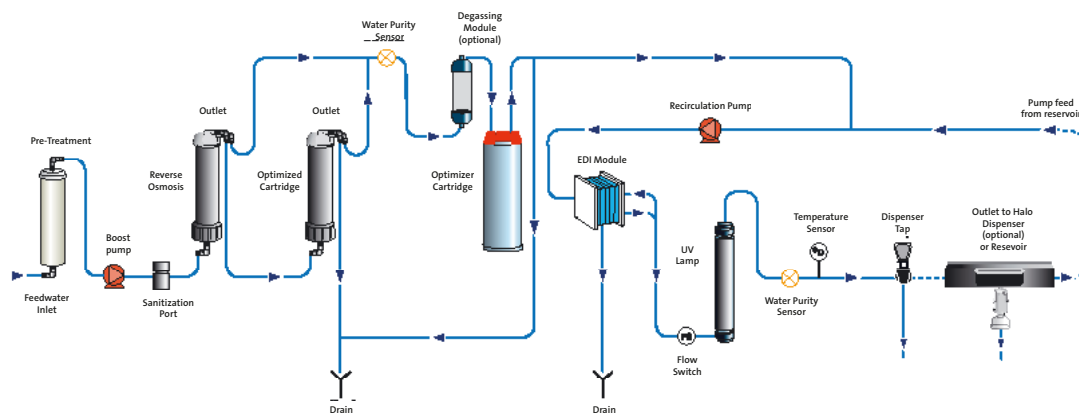 Water Purity
Sensor
Degassing
Module
(optional)
Outlet
Outlet
Pre-Treatment
Reverse
Osmosis
Optimized
Cartridge
Optimizer
Cartridge
Recirculation Pump
Pump feed
from reservoir
EDI Module
Boost
pump
Feedwater
Inlet
Sanitization
Port
UV
Lamp
Temperature
Sensor
Dispenser
Tap
Outlet to Halo
Dispenser
(optional)
or Resevoir
Water Purity
Sensor
Flow
Switch
Drain
Drain